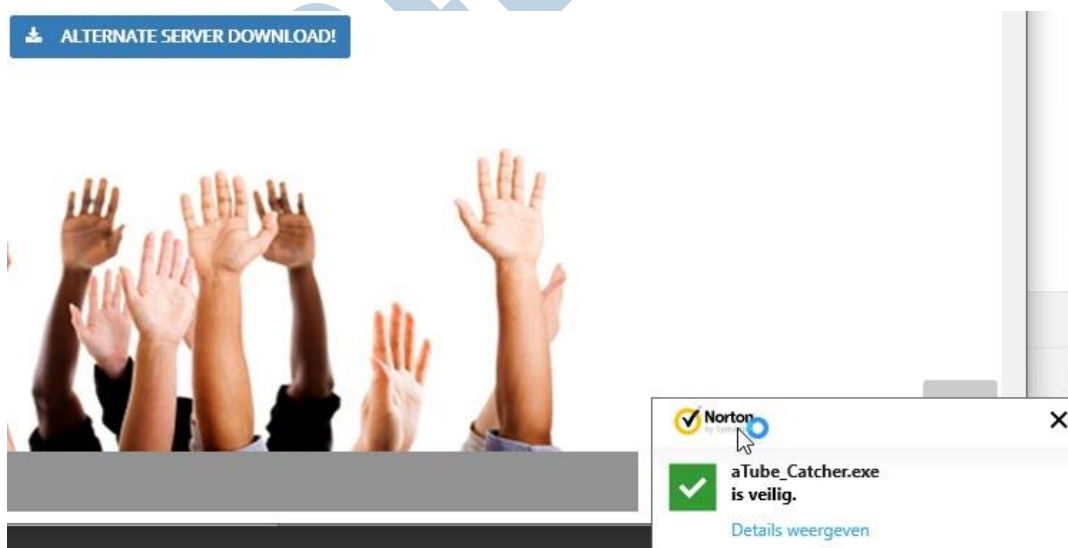 ALTERNATE SERVER DOWNLOAD!
Norton
aTube_Catcher.exe
is veilig.
Details weergeven